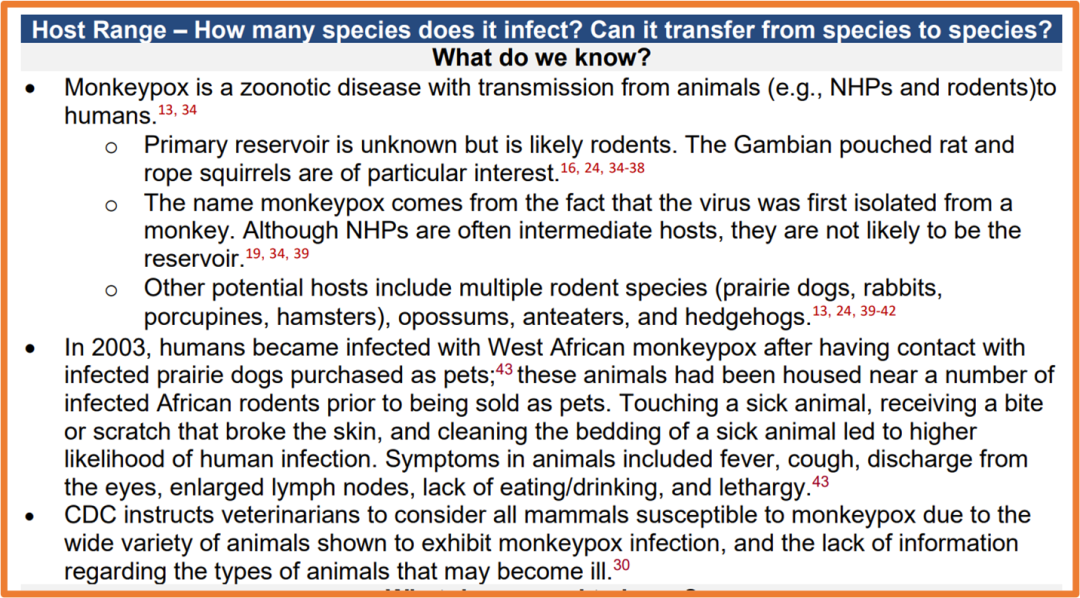 Host Range – How many species does it infect? Can it transfer from species to species?
What do we know?
• Monkeypox is a zoonotic disease with transmission from animals (e.g., NHPs and rodents)to
humans.13, 34
o Primary reservoir is unknown but is likely rodents. The Gambian pouched rat and
rope squirrels are of particular interest.16, 24, 34-38
o The name monkeypox comes from the fact that the virus was first isolated from a
monkey. Although NHPs are often intermediate hosts, they are not likely to be the
reservoir.19, 34, 39
o Other potential hosts include multiple rodent species (prairie dogs, rabbits,
porcupines, hamsters), opossums, anteaters, and hedgehogs.13, 24, 39-42
• In 2003, humans became infected with West African monkeypox after having contact with
infected prairie dogs purchased as pets;43 these animals had been housed near a number of
infected African rodents prior to being sold as pets. Touching a sick animal, receiving a bite
or scratch that broke the skin, and cleaning the bedding of a sick animal led to higher
likelihood of human infection. Symptoms in animals included fever, cough, discharge from
the eyes, enlarged lymph nodes, lack of eating/drinking, and lethargy.43
• CDC instructs veterinarians to consider all mammals susceptible to monkeypox due to the
wide variety of animals shown to exhibit monkeypox infection, and the lack of information
regarding the types of animals that may become ill.30